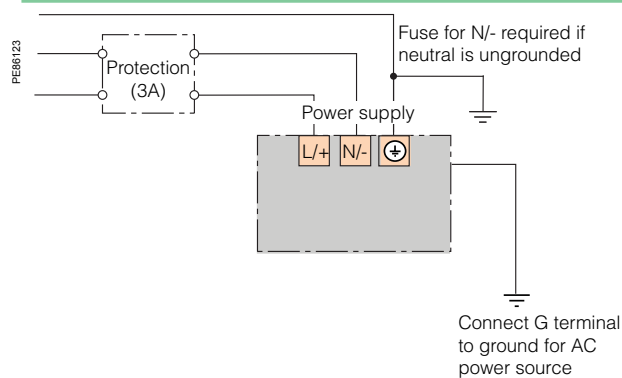 PE86123
Fuse for N/- required if
neutral is ungrounded
Protection
(3A)
Power supply
L/+ N/-
Connect G terminal
to ground for AC
power source